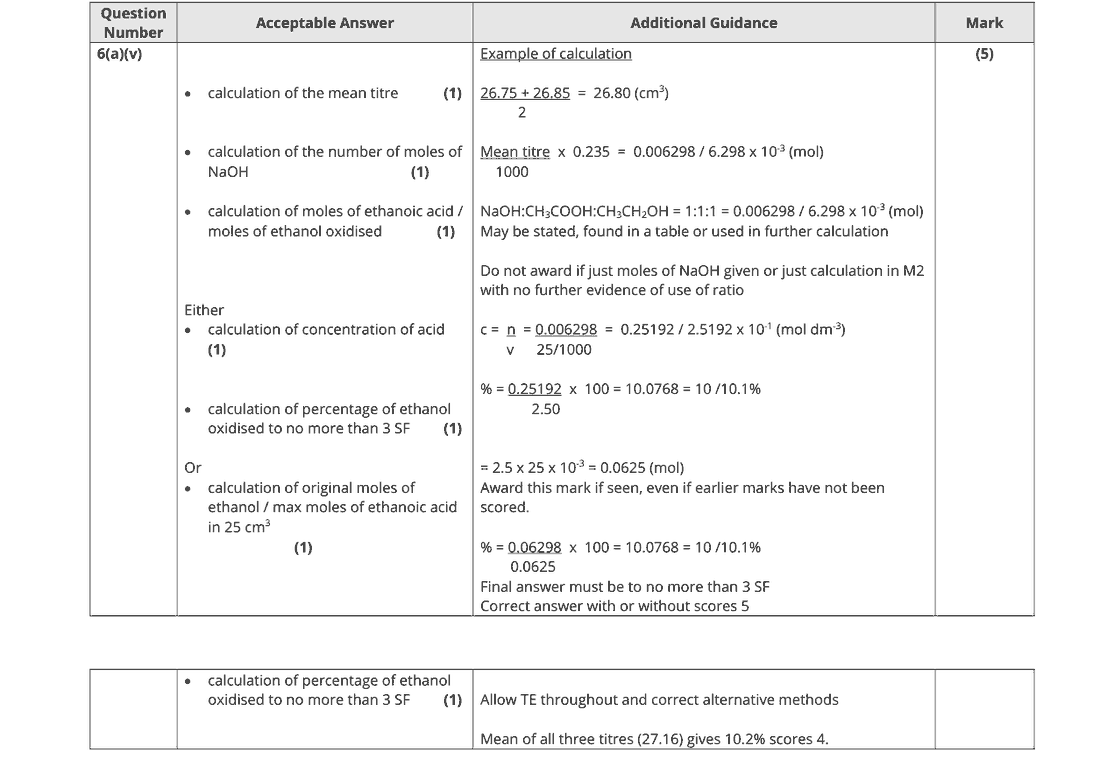 Question Number Acceptable Answer Additional Guidance Mark
6(a)(v) Example of calculation (5)
• calculation of the mean titre (1) 26.75 + 26.85 = 26.80 (cm³)
2
• calculation of the number of moles of Mean titre x 0.235 = 0.006298 / 6.298 x 10⁻³ (mol)
NaOH (1) 1000
• calculation of moles of ethanoic acid / NaOH:CH₃COOH:CH₃CH₂OH = 1:1:1 = 0.006298 / 6.298 x 10⁻³ (mol)
moles of ethanol oxidised (1) May be stated, found in a table or used in further calculation
Do not award if just moles of NaOH given or just calculation in M2
with no further evidence of use of ratio
Either
• calculation of concentration of acid c = n = 0.006298 = 0.25192 / 2.5192 x 10⁻¹ (mol dm⁻³)
(1) v 25/1000
% = 0.25192 x 100 = 10.0768 = 10 /10.1%
• calculation of percentage of ethanol 2.50
oxidised to no more than 3 SF (1)
Or = 2.5 x 25 x 10⁻³ = 0.0625 (mol)
• calculation of original moles of Award this mark if seen, even if earlier marks have not been
ethanol / max moles of ethanoic acid scored.
in 25 cm³
(1) % = 0.06298 x 100 = 10.0768 = 10 /10.1%
0.0625
Final answer must be to no more than 3 SF
Correct answer with or without scores 5
• calculation of percentage of ethanol
oxidised to no more than 3 SF (1) Allow TE throughout and correct alternative methods
Mean of all three titres (27.16) gives 10.2% scores 4.